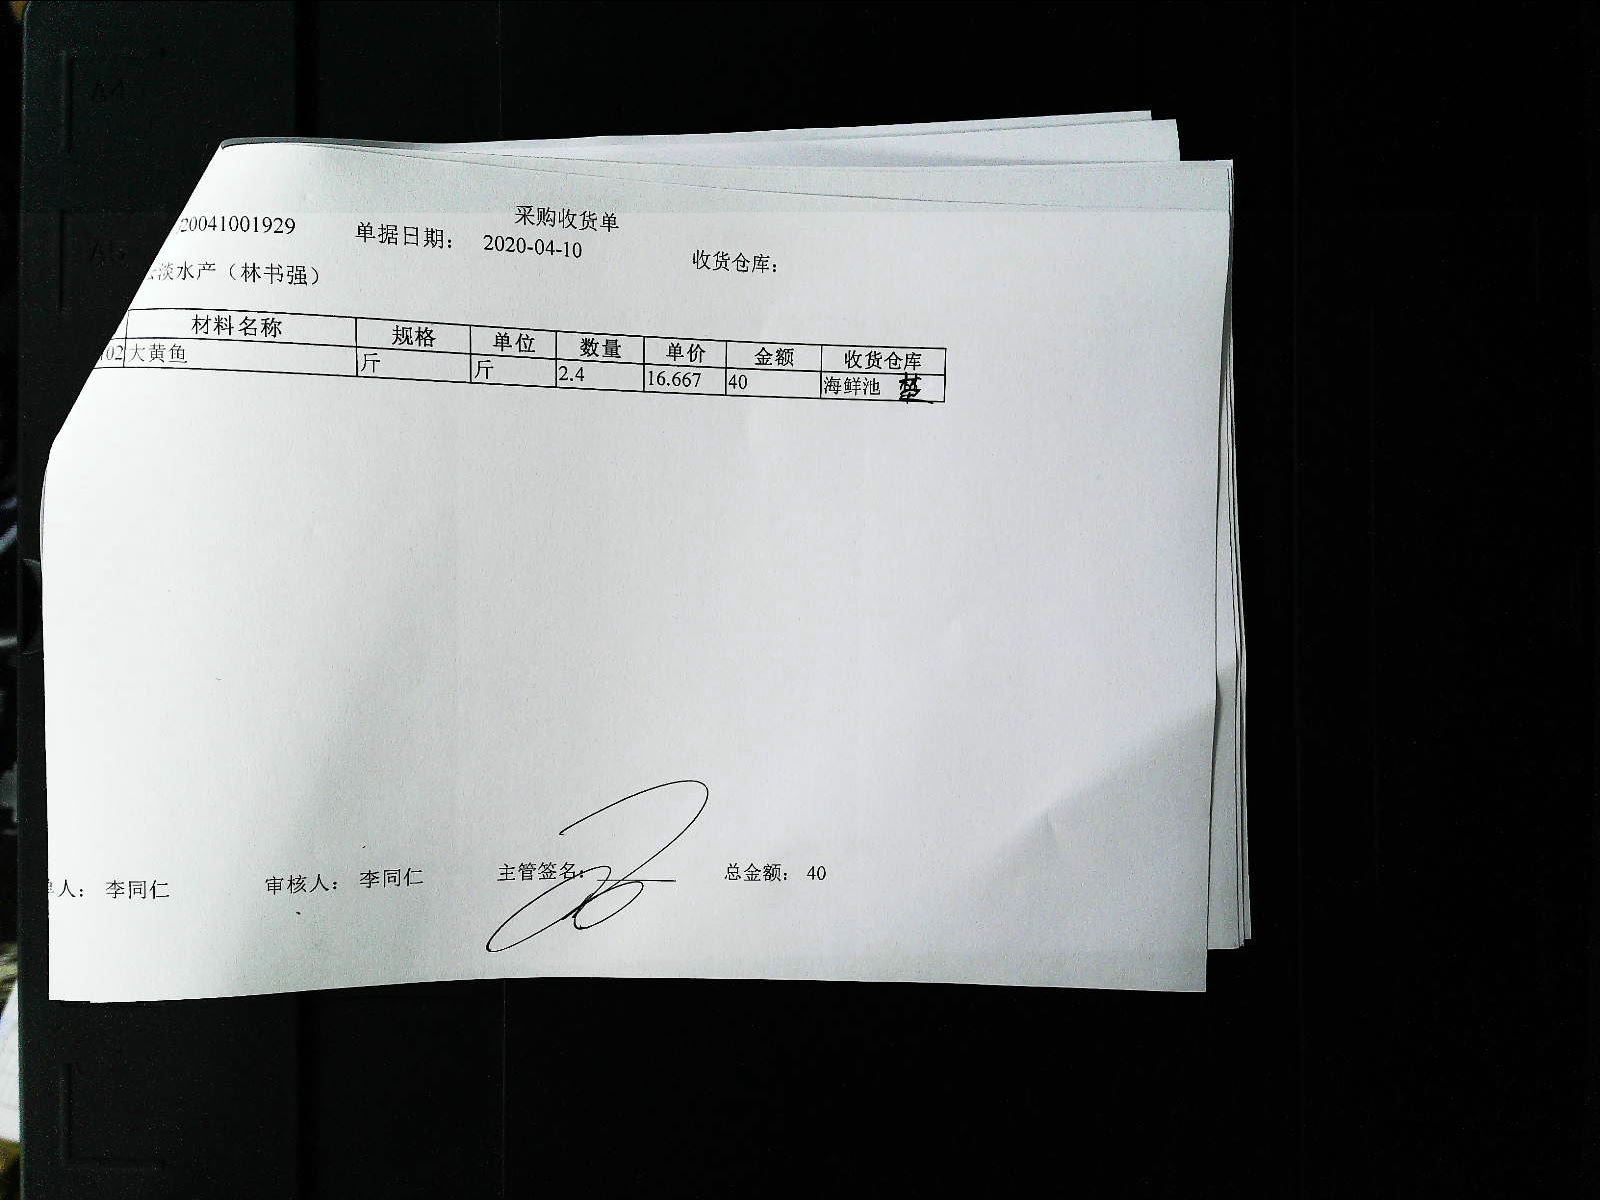 采购收货单
20041001929 单据日期： 2020-04-10 收货仓库：
淡水产（林书强）
材料名称 规格 单位 数量 单价 金额 收货仓库
02 大黄鱼 斤 斤 2.4 16.667 40 海鲜池
人： 李同仁 审核人： 李同仁 主管签名： 总金额： 40